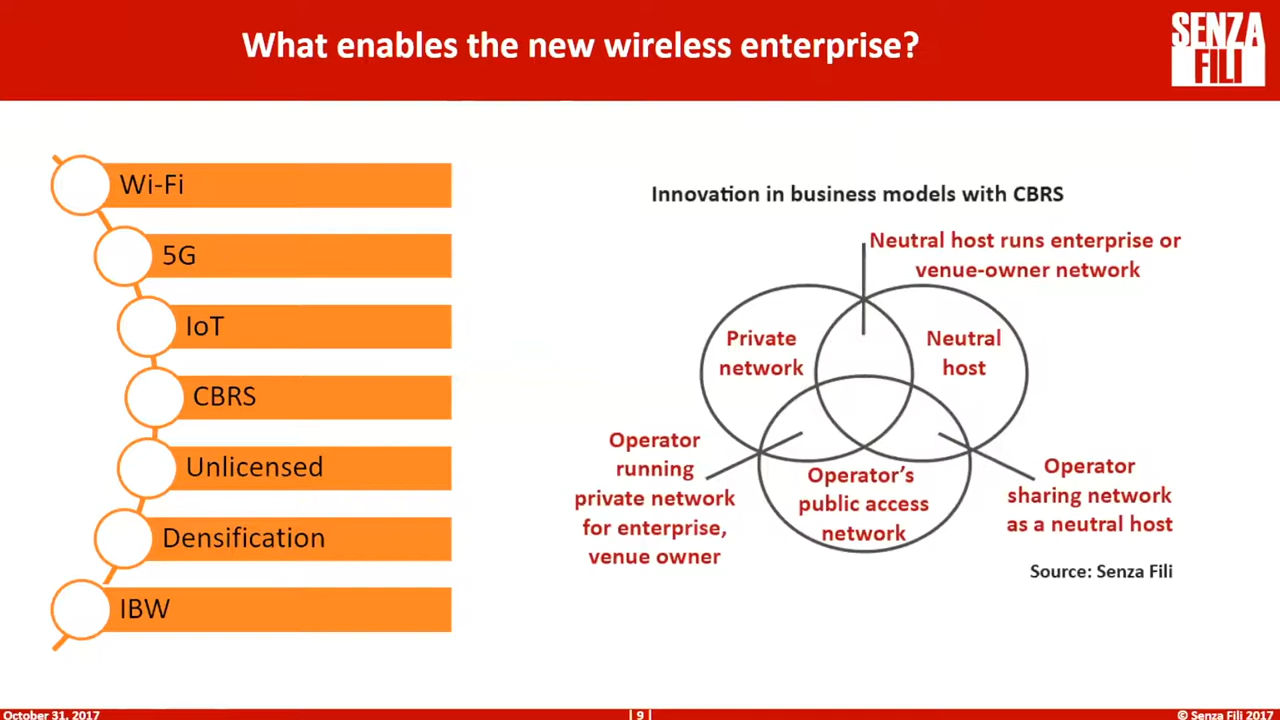 What enables the new wireless enterprise?
SENZA
FILI
Wi-Fi
5G
IoT
CBRS
Unlicensed
Densification
IBW
Innovation in business models with CBRS
Neutral host runs enterprise or
venue-owner network
Private
network
Neutral
host
Operator
running
private network
for enterprise,
venue owner
Operator's
public access
network
Operator
sharing network
as a neutral host
Source: Senza Fili
October 31, 2017
| 9 |
© Senza Fili 2017